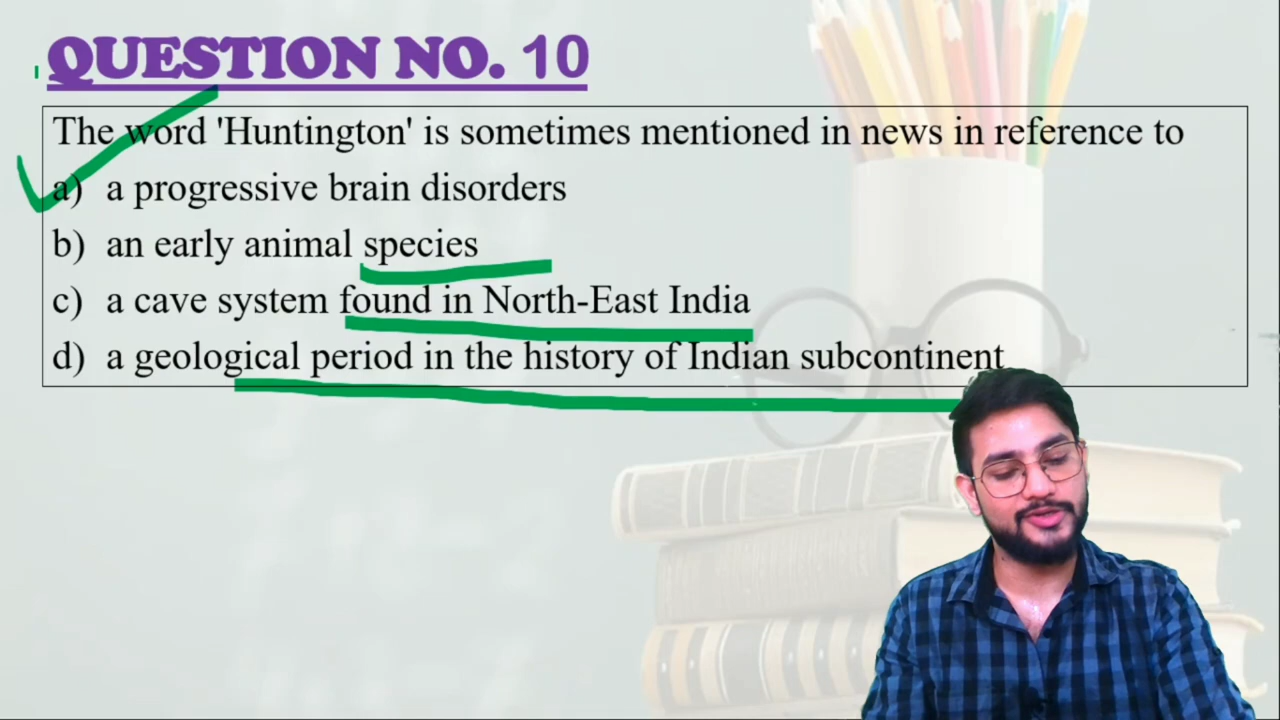 QUESTION NO. 10
The word 'Huntington' is sometimes mentioned in news in reference to
a) a progressive brain disorders
b) an early animal species
c) a cave system found in North-East India
d) a geological period in the history of Indian subcontinent